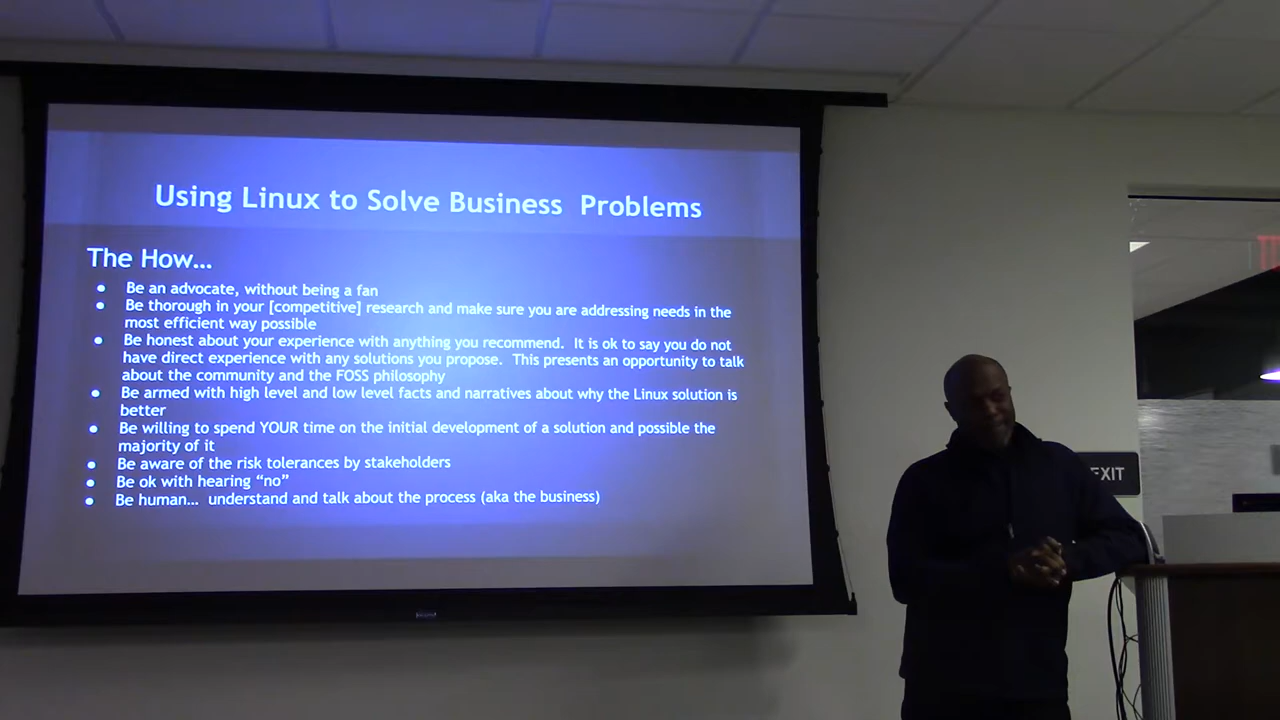 Using Linux to Solve Business Problems
The How...
● Be an advocate, without being a fan
● Be thorough in your [competitive] research and make sure you are addressing needs in the
most efficient way possible
● Be honest about your experience with anything you recommend. It is ok to say you do not
have direct experience with any solutions you propose. This presents an opportunity to talk
about the community and the FOSS philosophy
● Be armed with high level and low level facts and narratives about why the Linux solution is
better
● Be willing to spend YOUR time on the initial development of a solution and possible the
majority of it
● Be aware of the risk tolerances by stakeholders
● Be ok with hearing “no”
● Be human... understand and talk about the process (aka the business)
EXIT